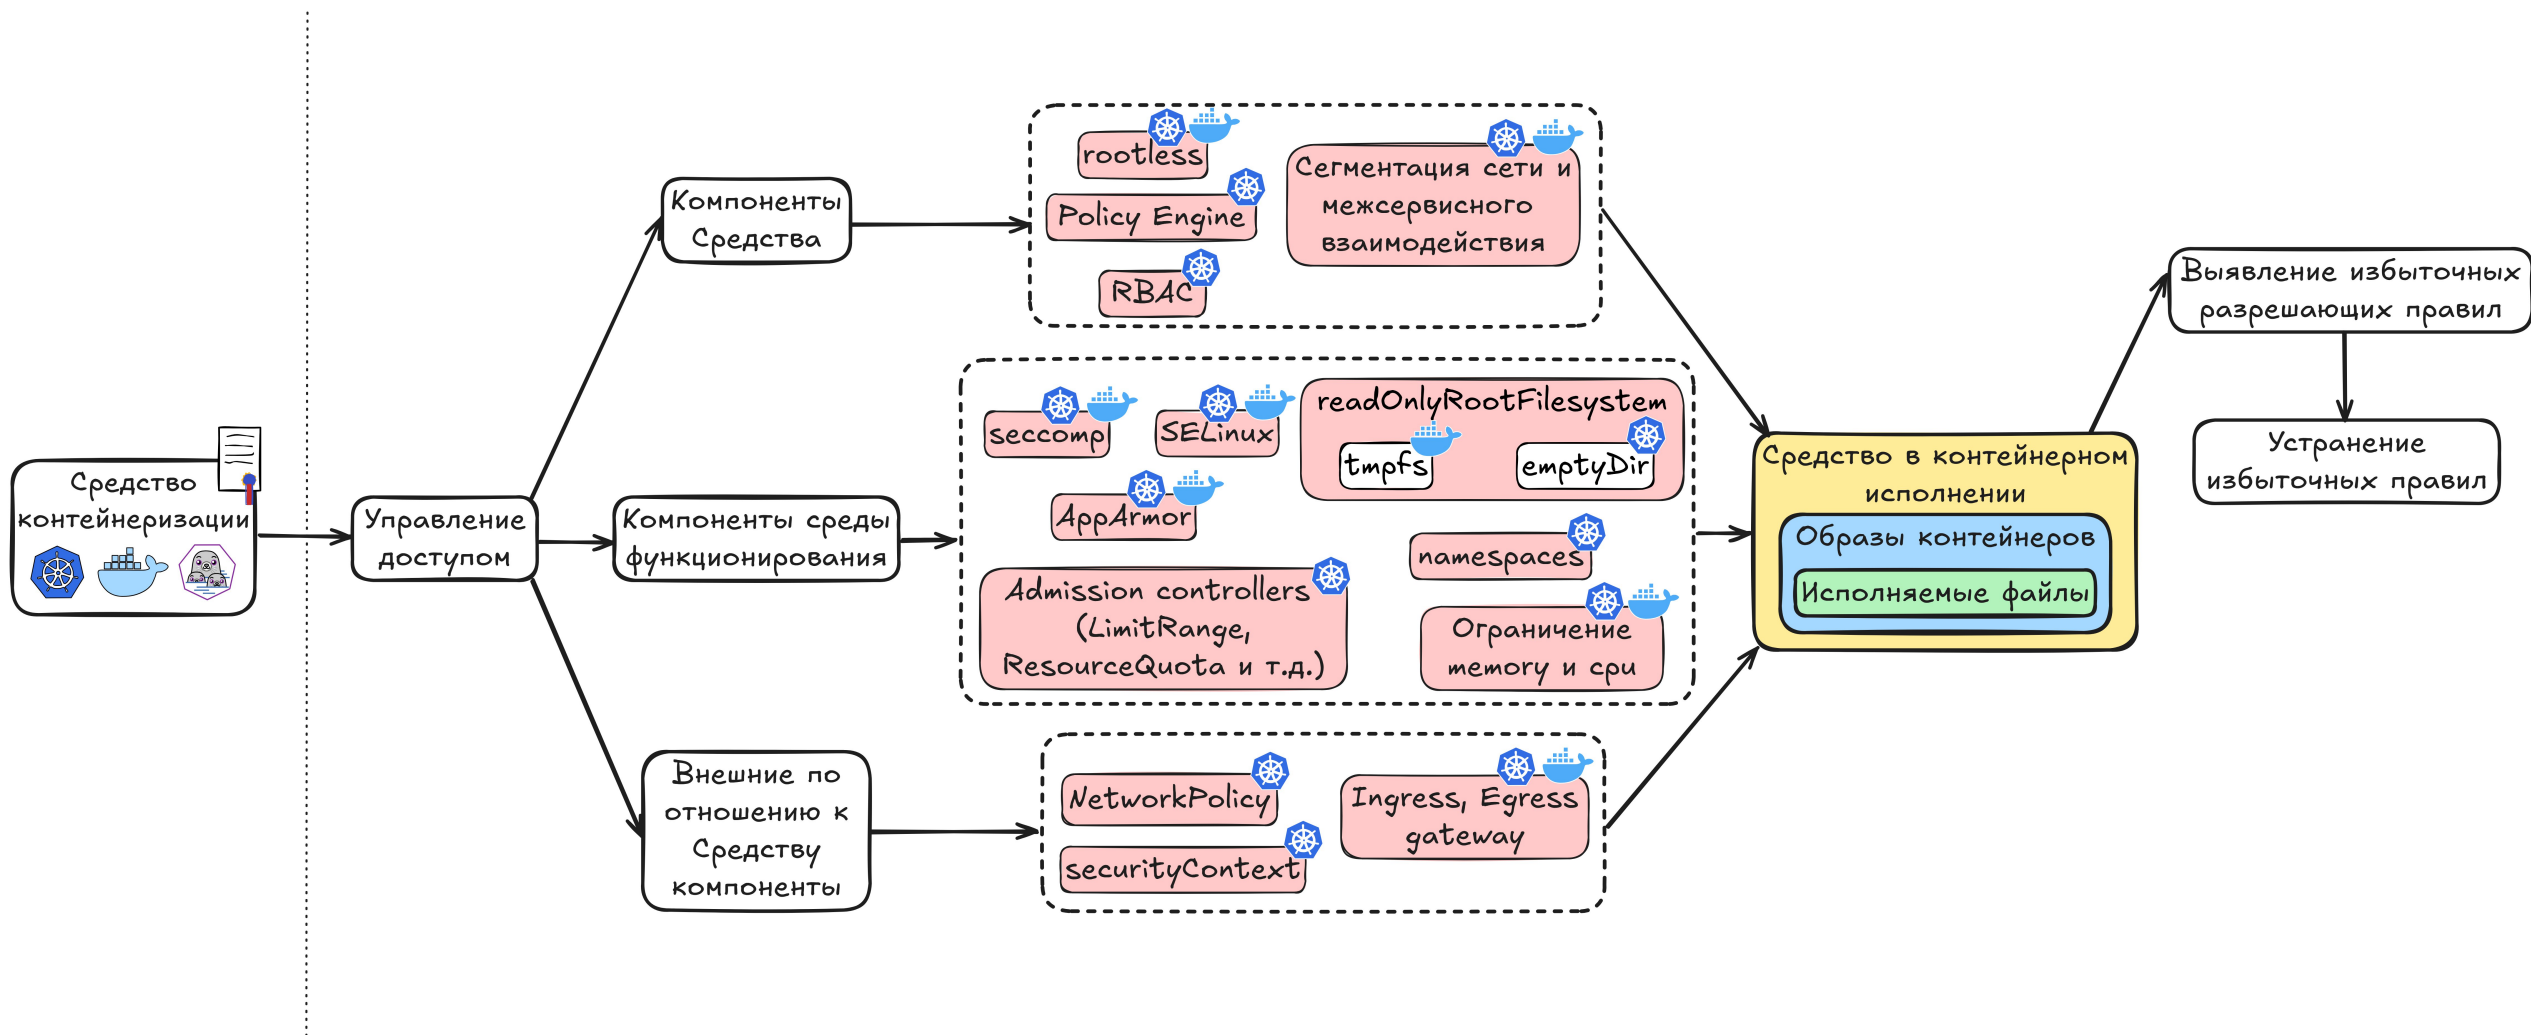 Средство
контейнеризации
Управление
доступом
Компоненты
Средства
rootless
Policy Engine
RBAC
Сегментация сети и
межсервисного
взаимодействия
Компоненты среды
функционирования
seccomp
SELinux
AppArmor
readOnlyRootFilesystem
tmpfs
emptyDir
namespaces
Admission controllers
(LimitRange,
ResourceQuota и т.д.)
Ограничение
memory и cpu
Внешние по
отношению к
Средству
компоненты
NetworkPolicy
securityContext
Ingress, Egress
gateway
Средство в контейнерном
исполнении
Образы контейнеров
Исполняемые файлы
Выявление избыточных
разрешающих правил
Устранение
избыточных правил